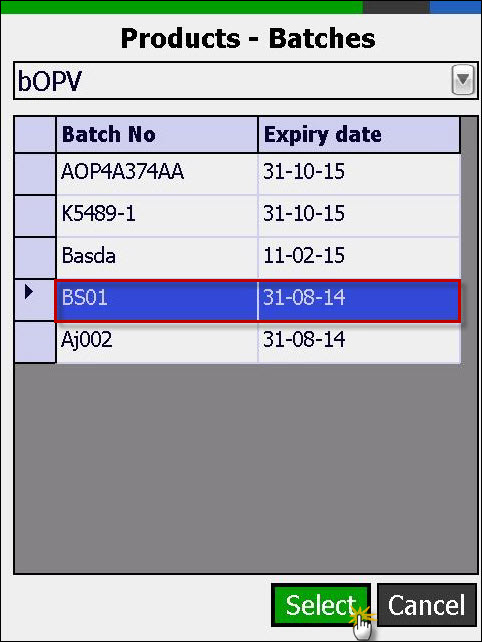 Products - Batches
bOPV
Batch No Expiry date
AOP4A374AA 31-10-15
K5489-1 31-10-15
Basda 11-02-15
BS01 31-08-14
Aj002 31-08-14
Select Cancel